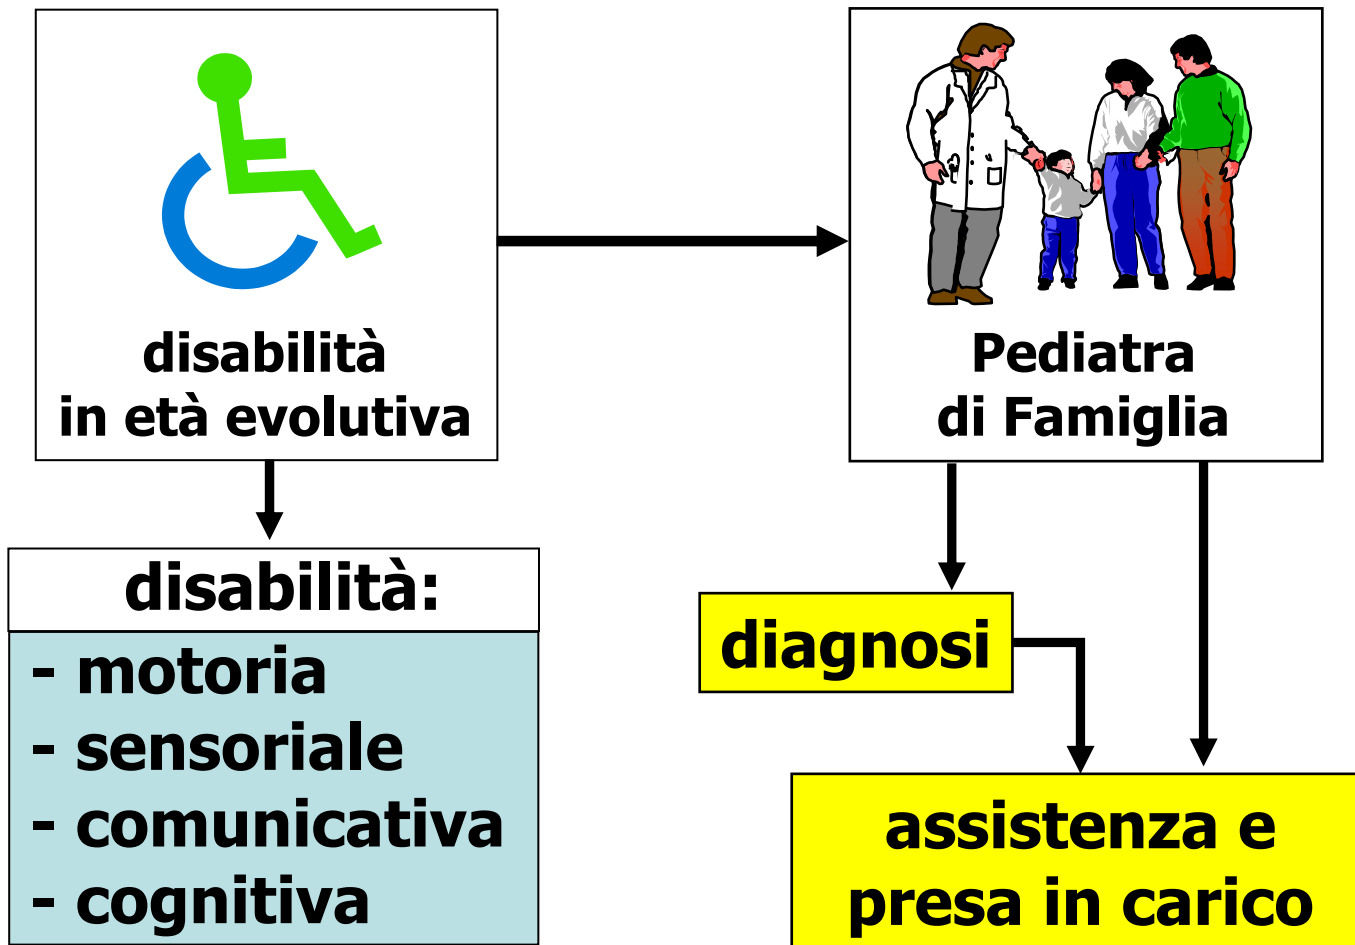 disabilità
in età evolutiva
Pediatra
di Famiglia
disabilità:
- motoria
- sensoriale
- comunicativa
- cognitiva
diagnosi
assistenza e
presa in carico